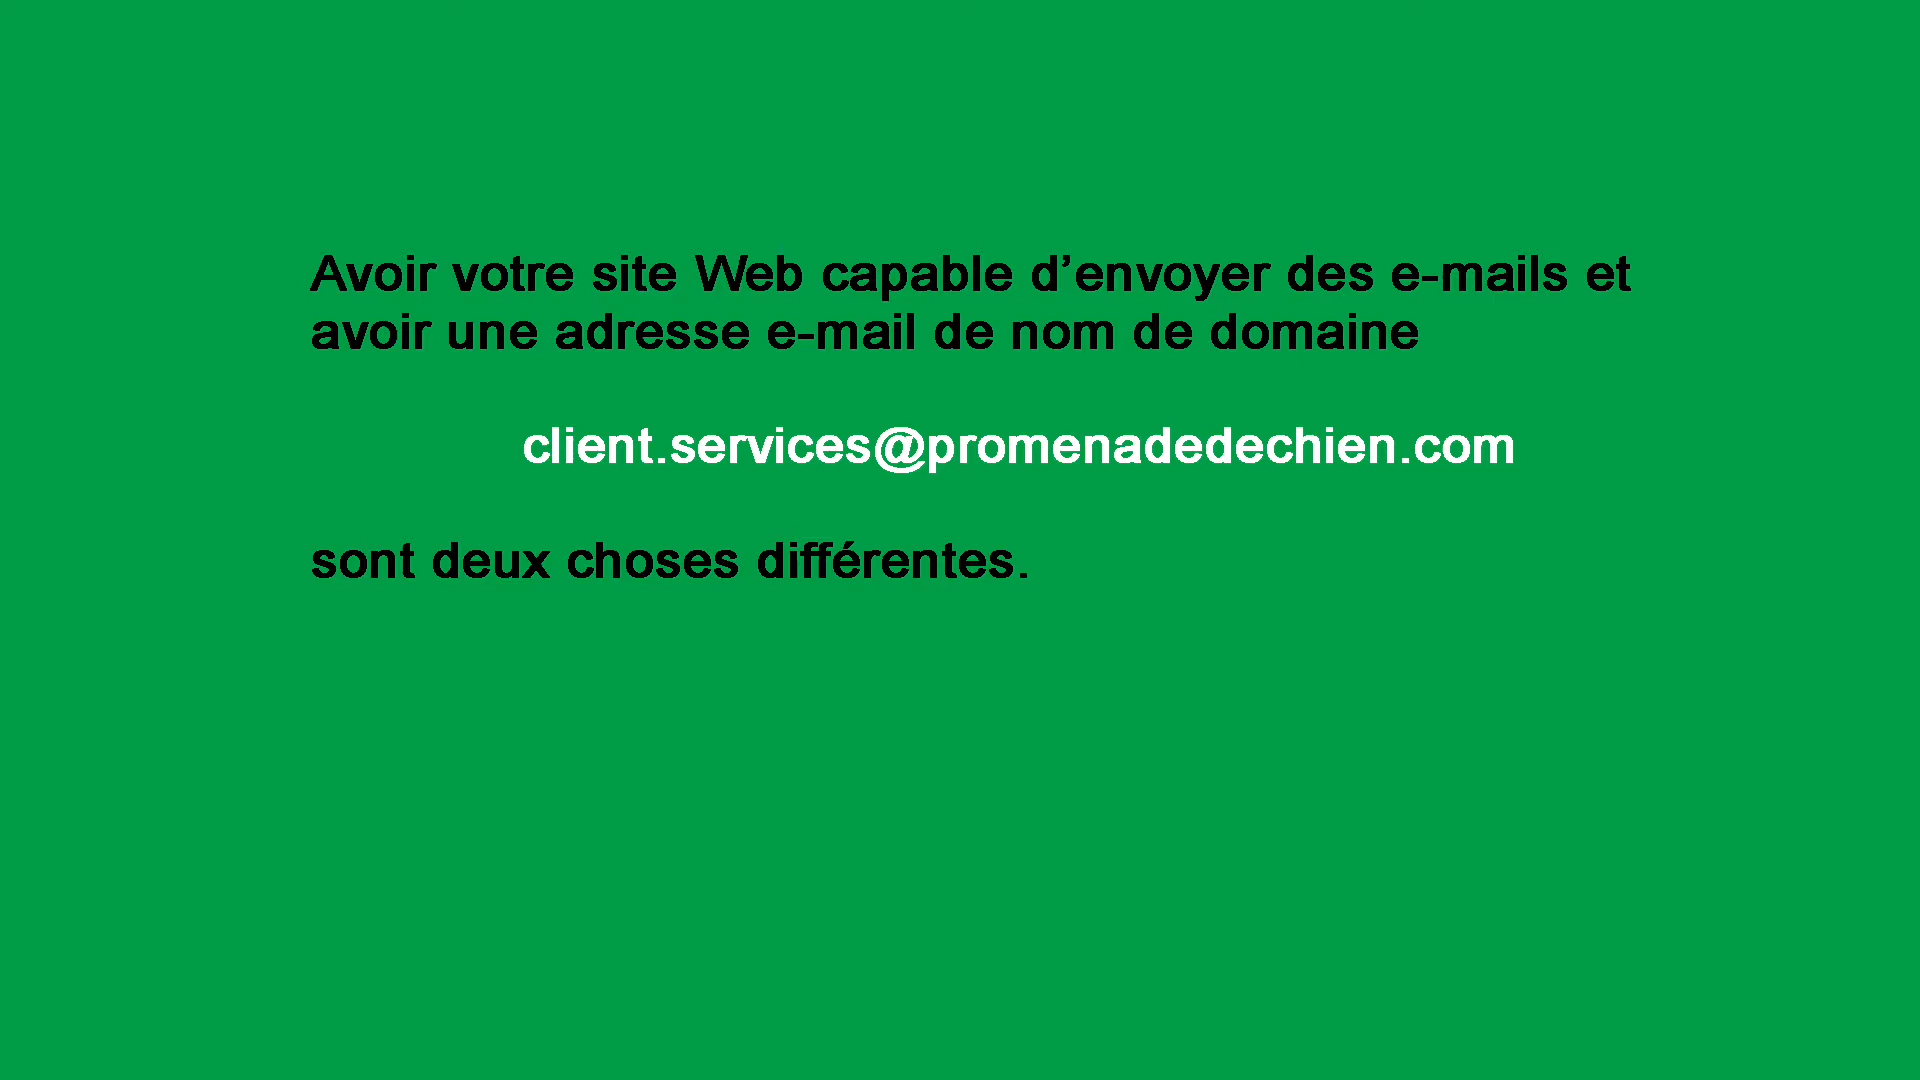 Avoir votre site Web capable d’envoyer des e-mails et
avoir une adresse e-mail de nom de domaine
client.services@promenadedechien.com
sont deux choses différentes.